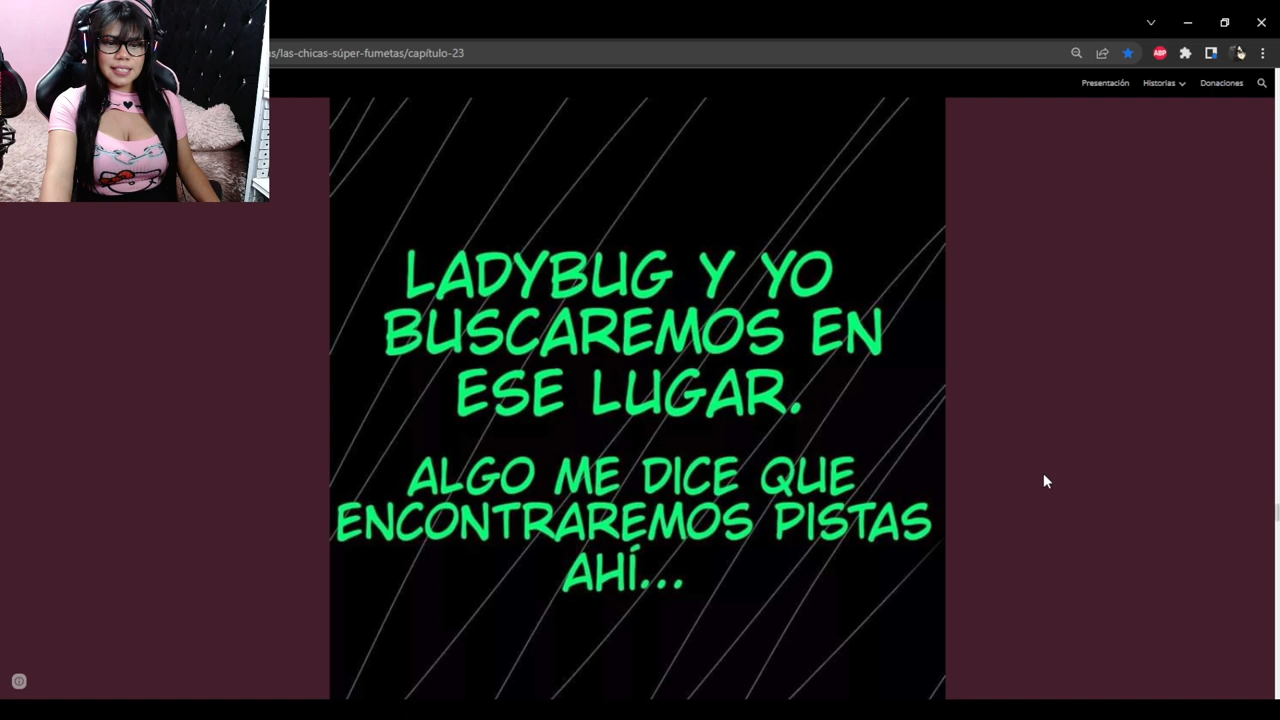 s/las-chicas-súper-fumetas/capítulo-23
ABP
Presentación Historias Donaciones
LADYBUG Y YO
BUSCAREMOS EN
ESE LUGAR.
ALGO ME DICE QUE
ENCONTRAREMOS PISTAS
AHÍ...